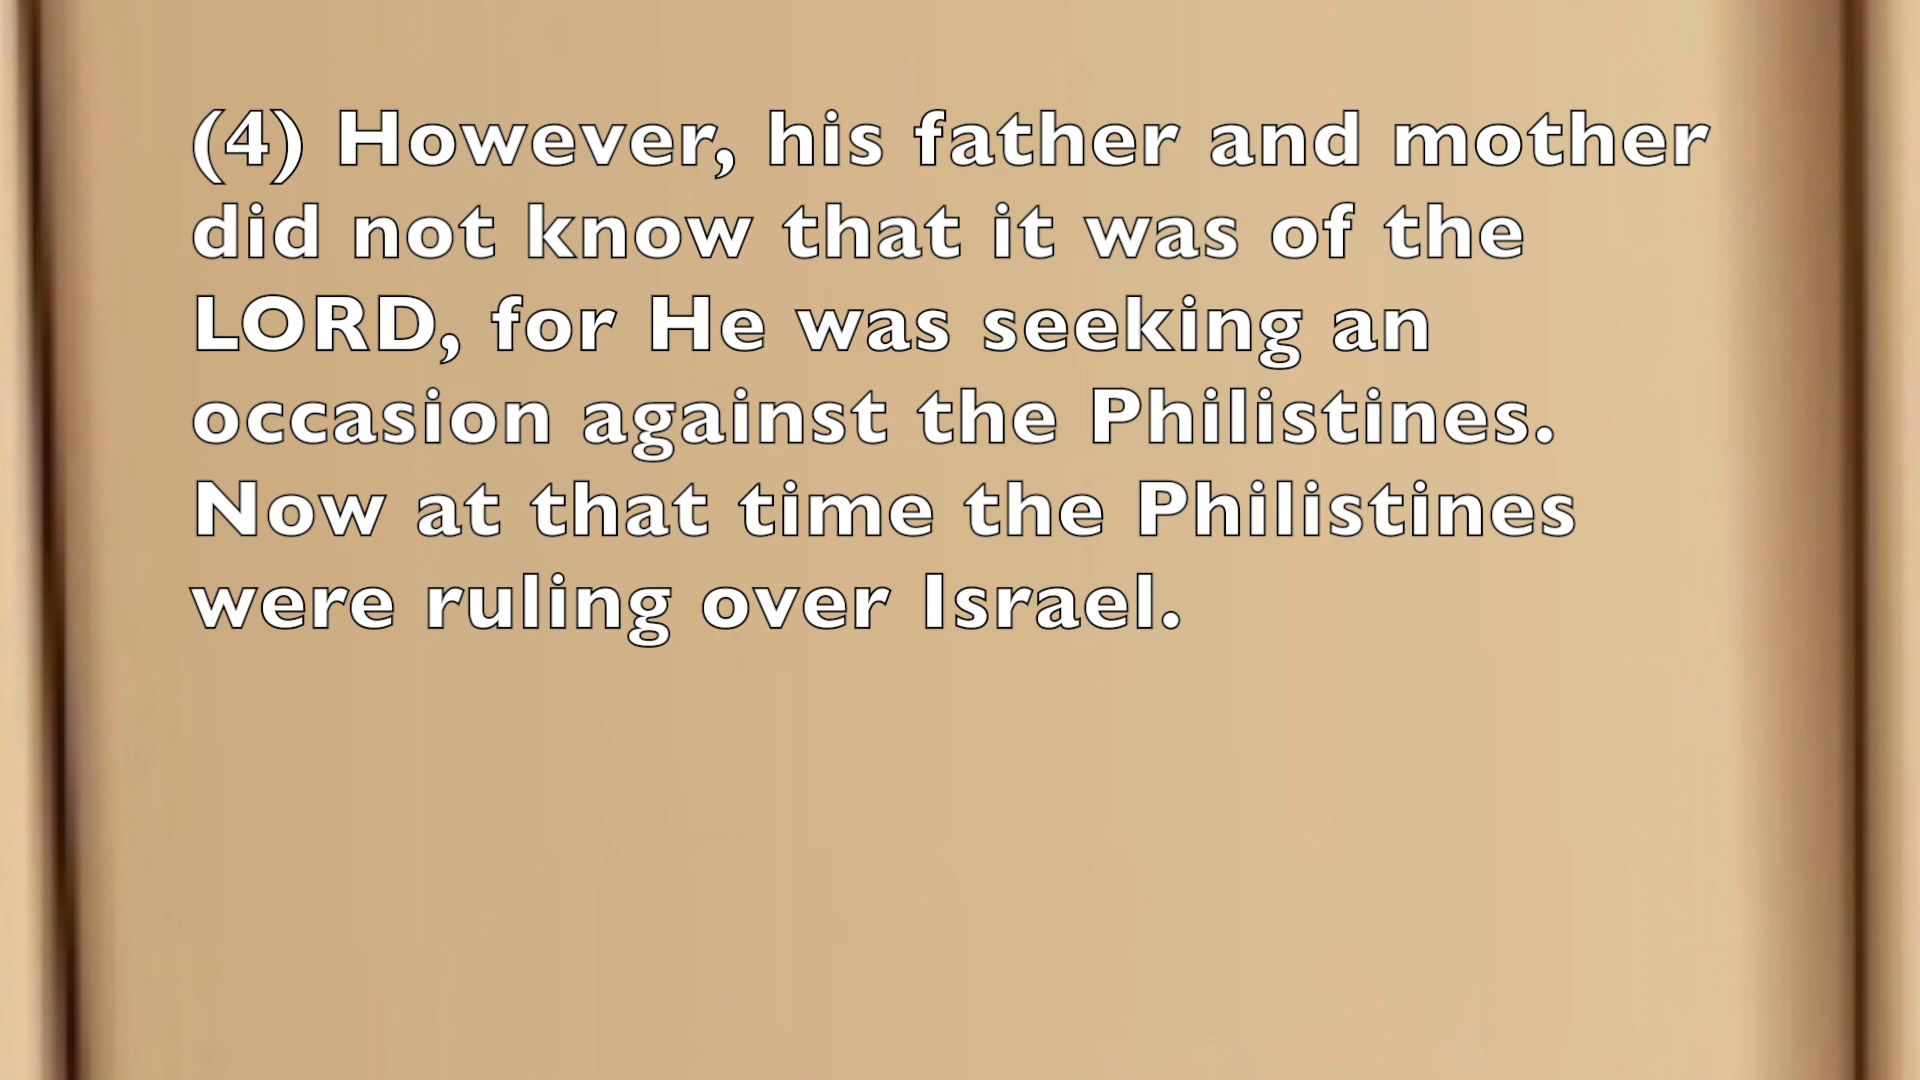 (4) However, his father and mother
did not know that it was of the
LORD, for He was seeking an
occasion against the Philistines.
Now at that time the Philistines
were ruling over Israel.